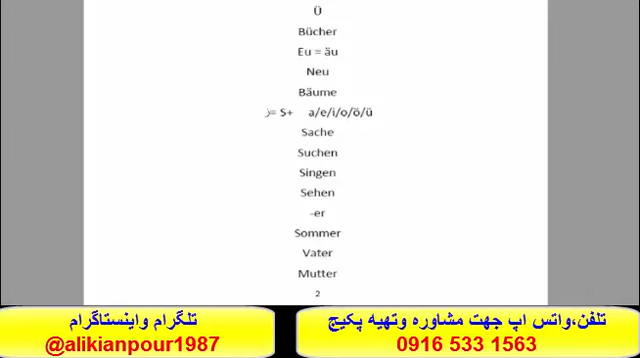 Ü
Bücher
Eu = äu
Neu
Bäume
ز= S+ a/e/i/o/ö/ü
Sache
Suchen
Singen
Sehen
-er
Sommer
Vater
Mutter
2
تلگرام واینستاگرام
@alikianpour1987
تلفن،واتس اپ جهت مشاوره وتهیه پکیج
0916 533 1563